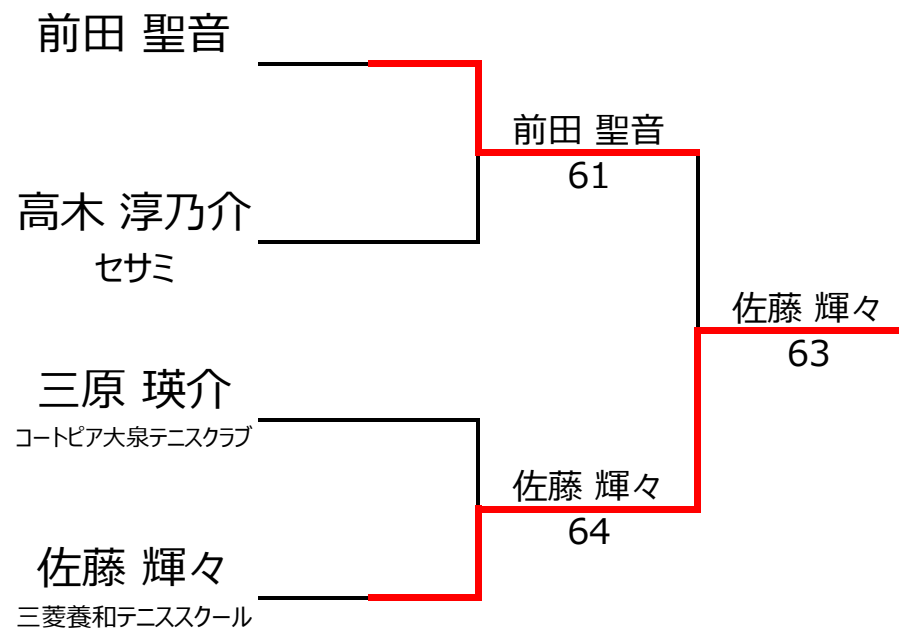 前田 聖音
前田 聖音
61
高木 淳乃介
セサミ
佐藤 輝々
63
三原 瑛介
コートピア大泉テニスクラブ
佐藤 輝々
64
佐藤 輝々
三菱養和テニススクール